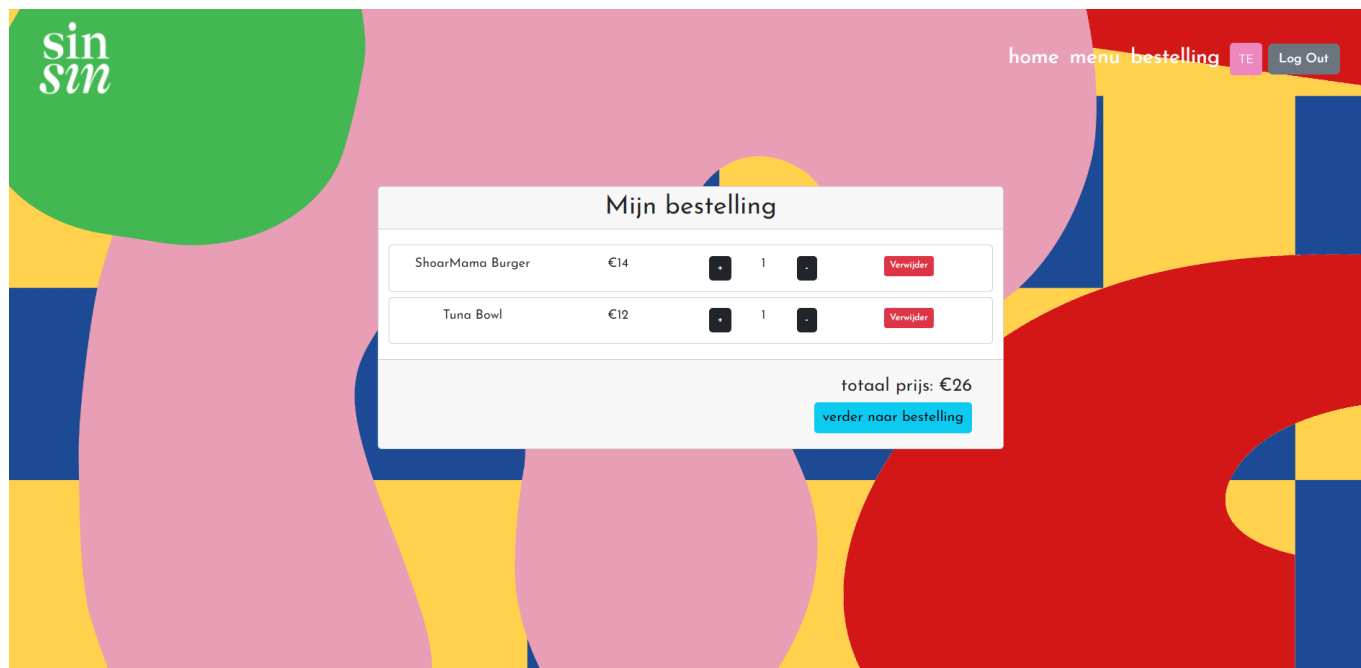 sin
sin
home menu bestelling TE Log Out
Mijn bestelling
ShoarMama Burger €14 + 1 - Verwijder
Tuna Bowl €12 + 1 - Verwijder
totaal prijs: €26
verder naar bestelling